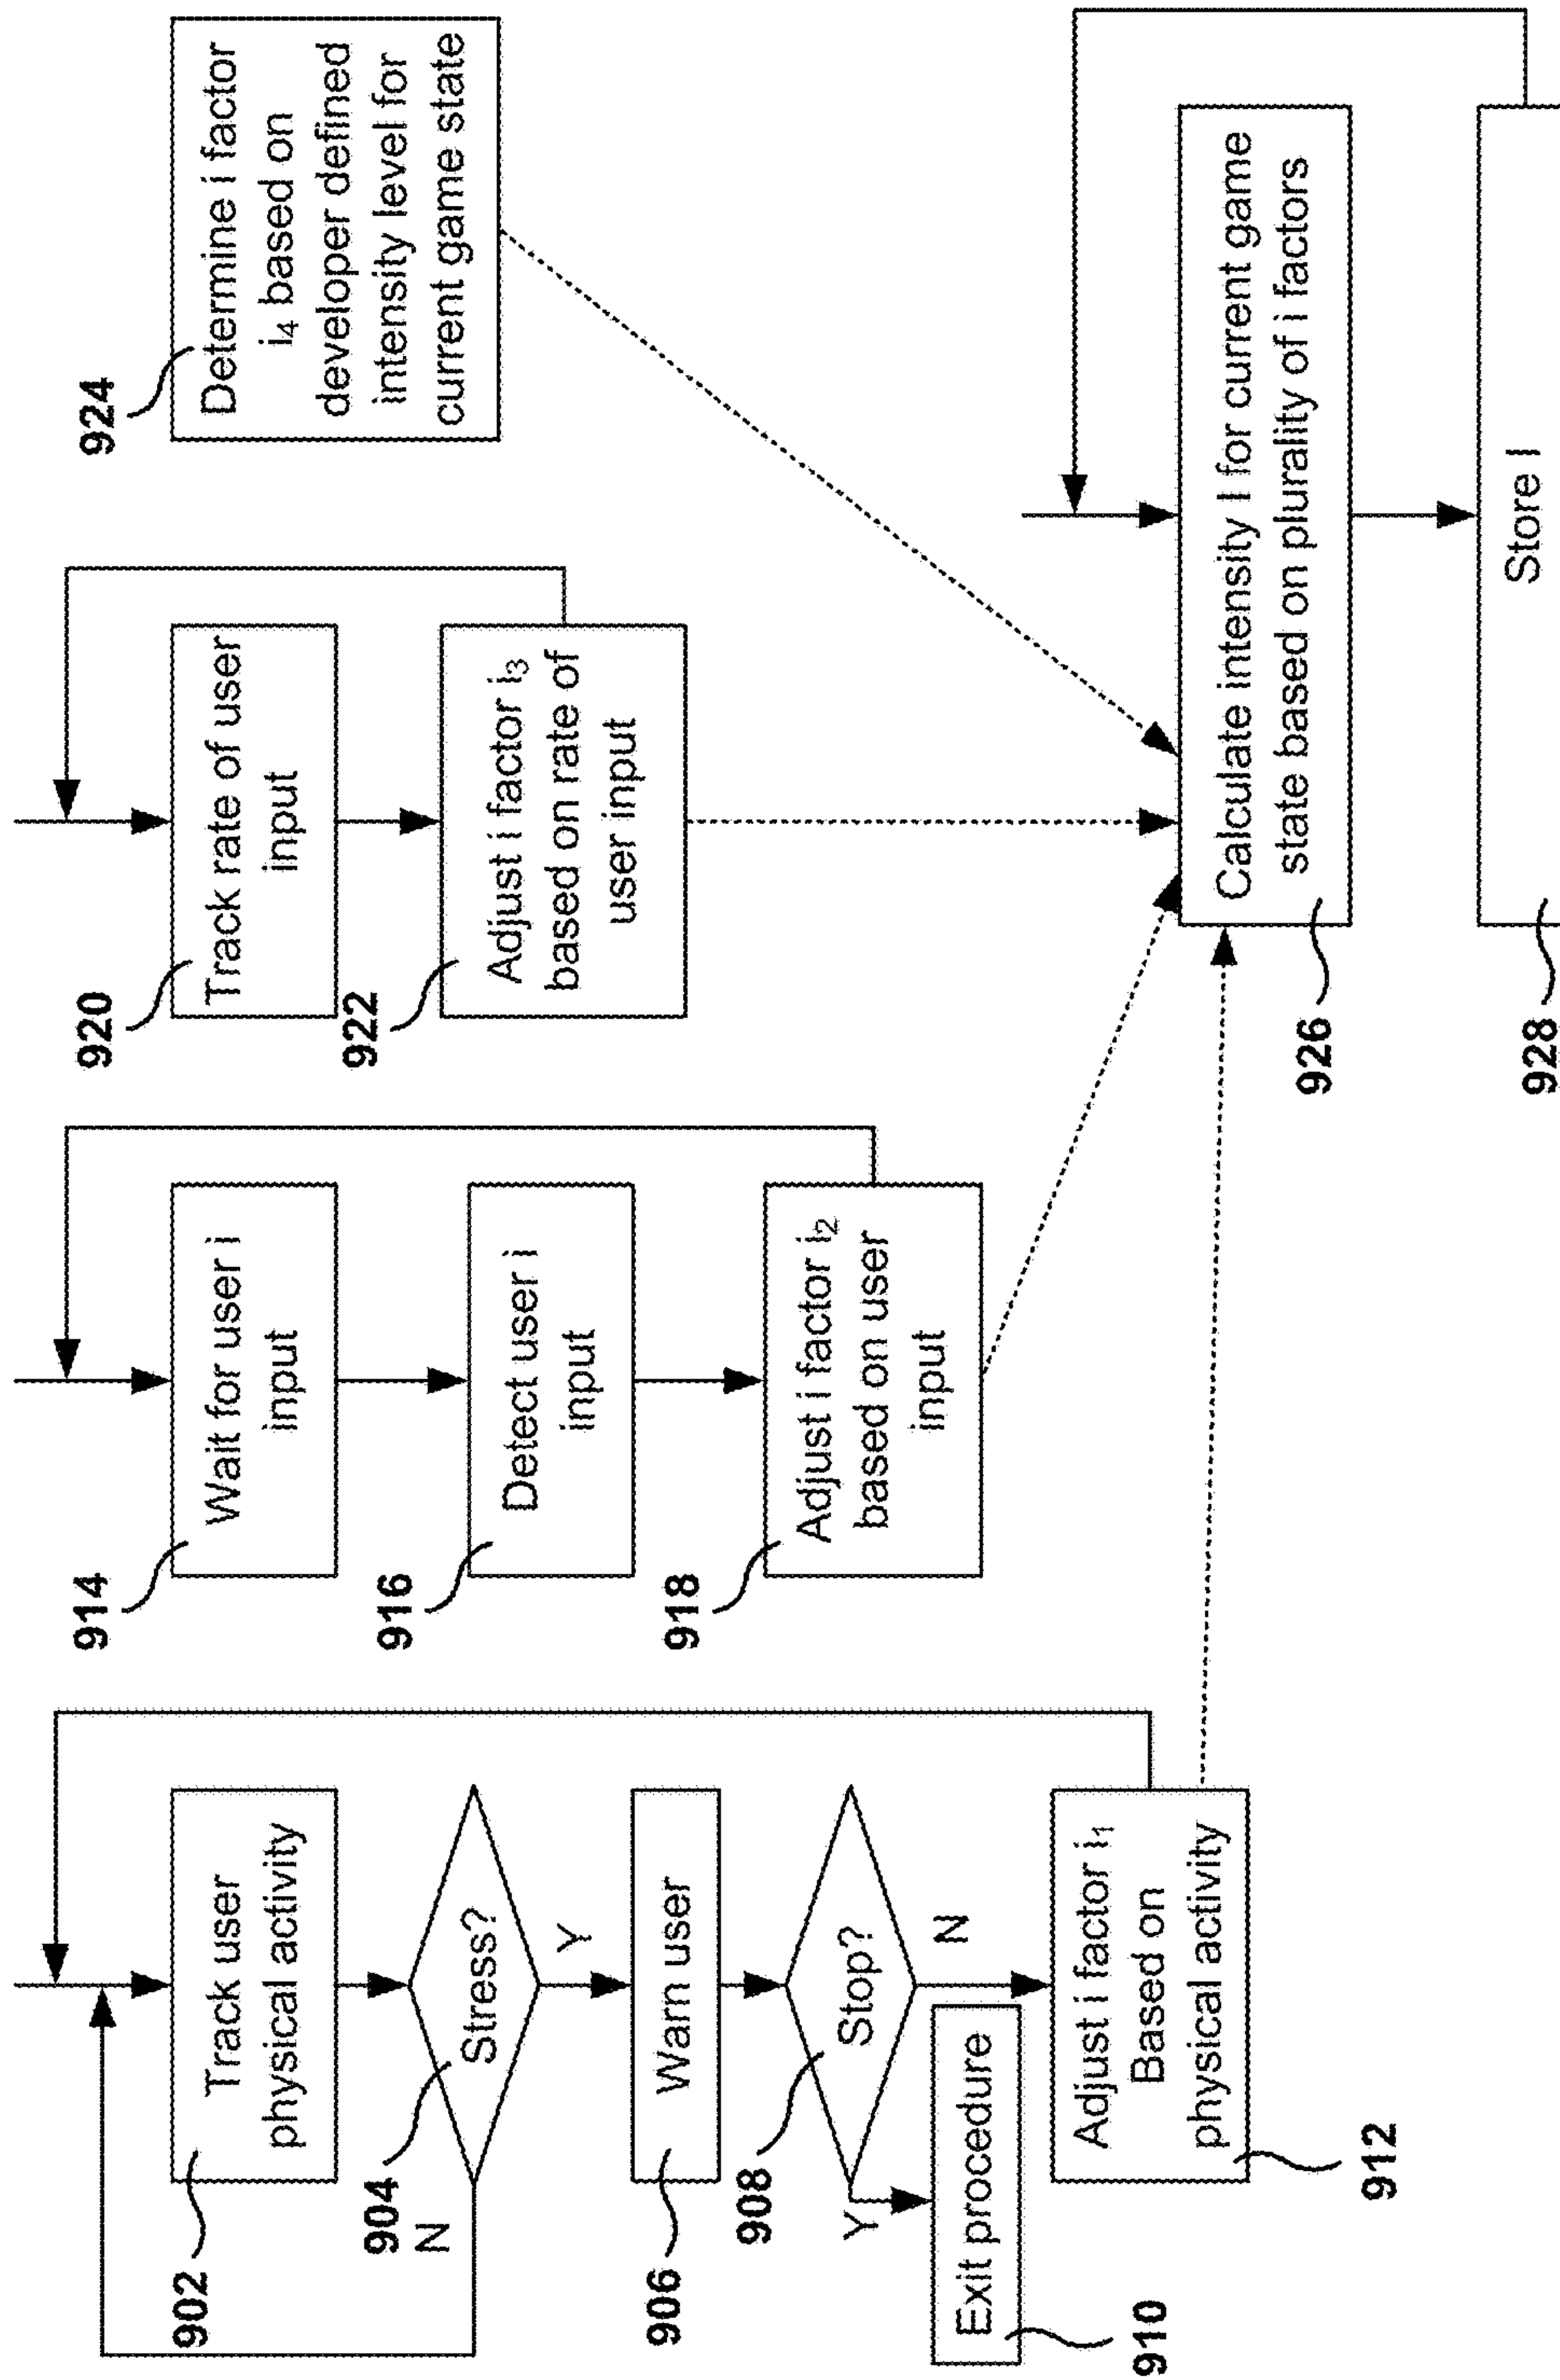 902
Track user
physical activity
904
Stress?
N
Y
906
Warn user
908
Stop?
Y
N
Exit procedure
910
Adjust i factor i₁
Based on
physical activity
912
914
Wait for user i
input
916
Detect user i
input
918
Adjust i factor i₂
based on user
input
920
Track rate of user
input
922
Adjust i factor i₃
based on rate of
user input
924
Determine i factor
i₄ based on
developer defined
intensity level for
current game state
Calculate intensity I for current game
state based on plurality of i factors
926
Store I
928